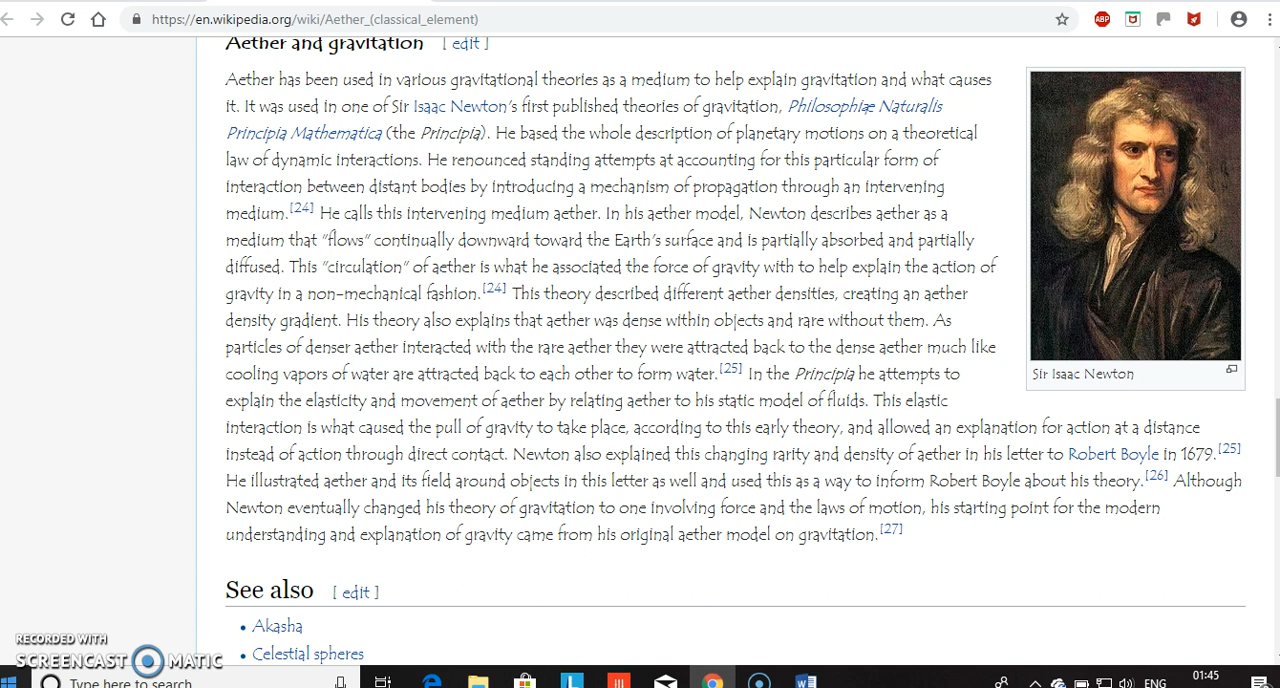 https://en.wikipedia.org/wiki/Aether_(classical_element)
ABP
Aether and gravitation [ edit ]
Aether has been used in various gravitational theories as a medium to help explain gravitation and what causes
it. It was used in one of Sir Isaac Newton's first published theories of gravitation, Philosophiæ Naturalis
Principia Mathematica (the Principia). He based the whole description of planetary motions on a theoretical
law of dynamic interactions. He renounced standing attempts at accounting for this particular form of
interaction between distant bodies by introducing a mechanism of propagation through an intervening
medium.[24] He calls this intervening medium aether. In his aether model, Newton describes aether as a
medium that "flows" continually downward toward the Earth's surface and is partially absorbed and partially
diffused. This "circulation" of aether is what he associated the force of gravity with to help explain the action of
gravity in a non-mechanical fashion.[24] This theory described different aether densities, creating an aether
density gradient. His theory also explains that aether was dense within objects and rare without them. As
particles of denser aether interacted with the rare aether they were attracted back to the dense aether much like
cooling vapors of water are attracted back to each other to form water.[25] In the Principia he attempts to
explain the elasticity and movement of aether by relating aether to his static model of fluids. This elastic
interaction is what caused the pull of gravity to take place, according to this early theory, and allowed an explanation for action at a distance
instead of action through direct contact. Newton also explained this changing rarity and density of aether in his letter to Robert Boyle in 1679.[25]
He illustrated aether and its field around objects in this letter as well and used this as a way to inform Robert Boyle about his theory.[26] Although
Newton eventually changed his theory of gravitation to one involving force and the laws of motion, his starting point for the modern
understanding and explanation of gravity came from his original aether model on gravitation.[27]
Sir Isaac Newton
See also [ edit ]
• Akasha
• Celestial spheres
RECORDED WITH
SCREENCAST MATIC
Type here to search
ENG
01:45